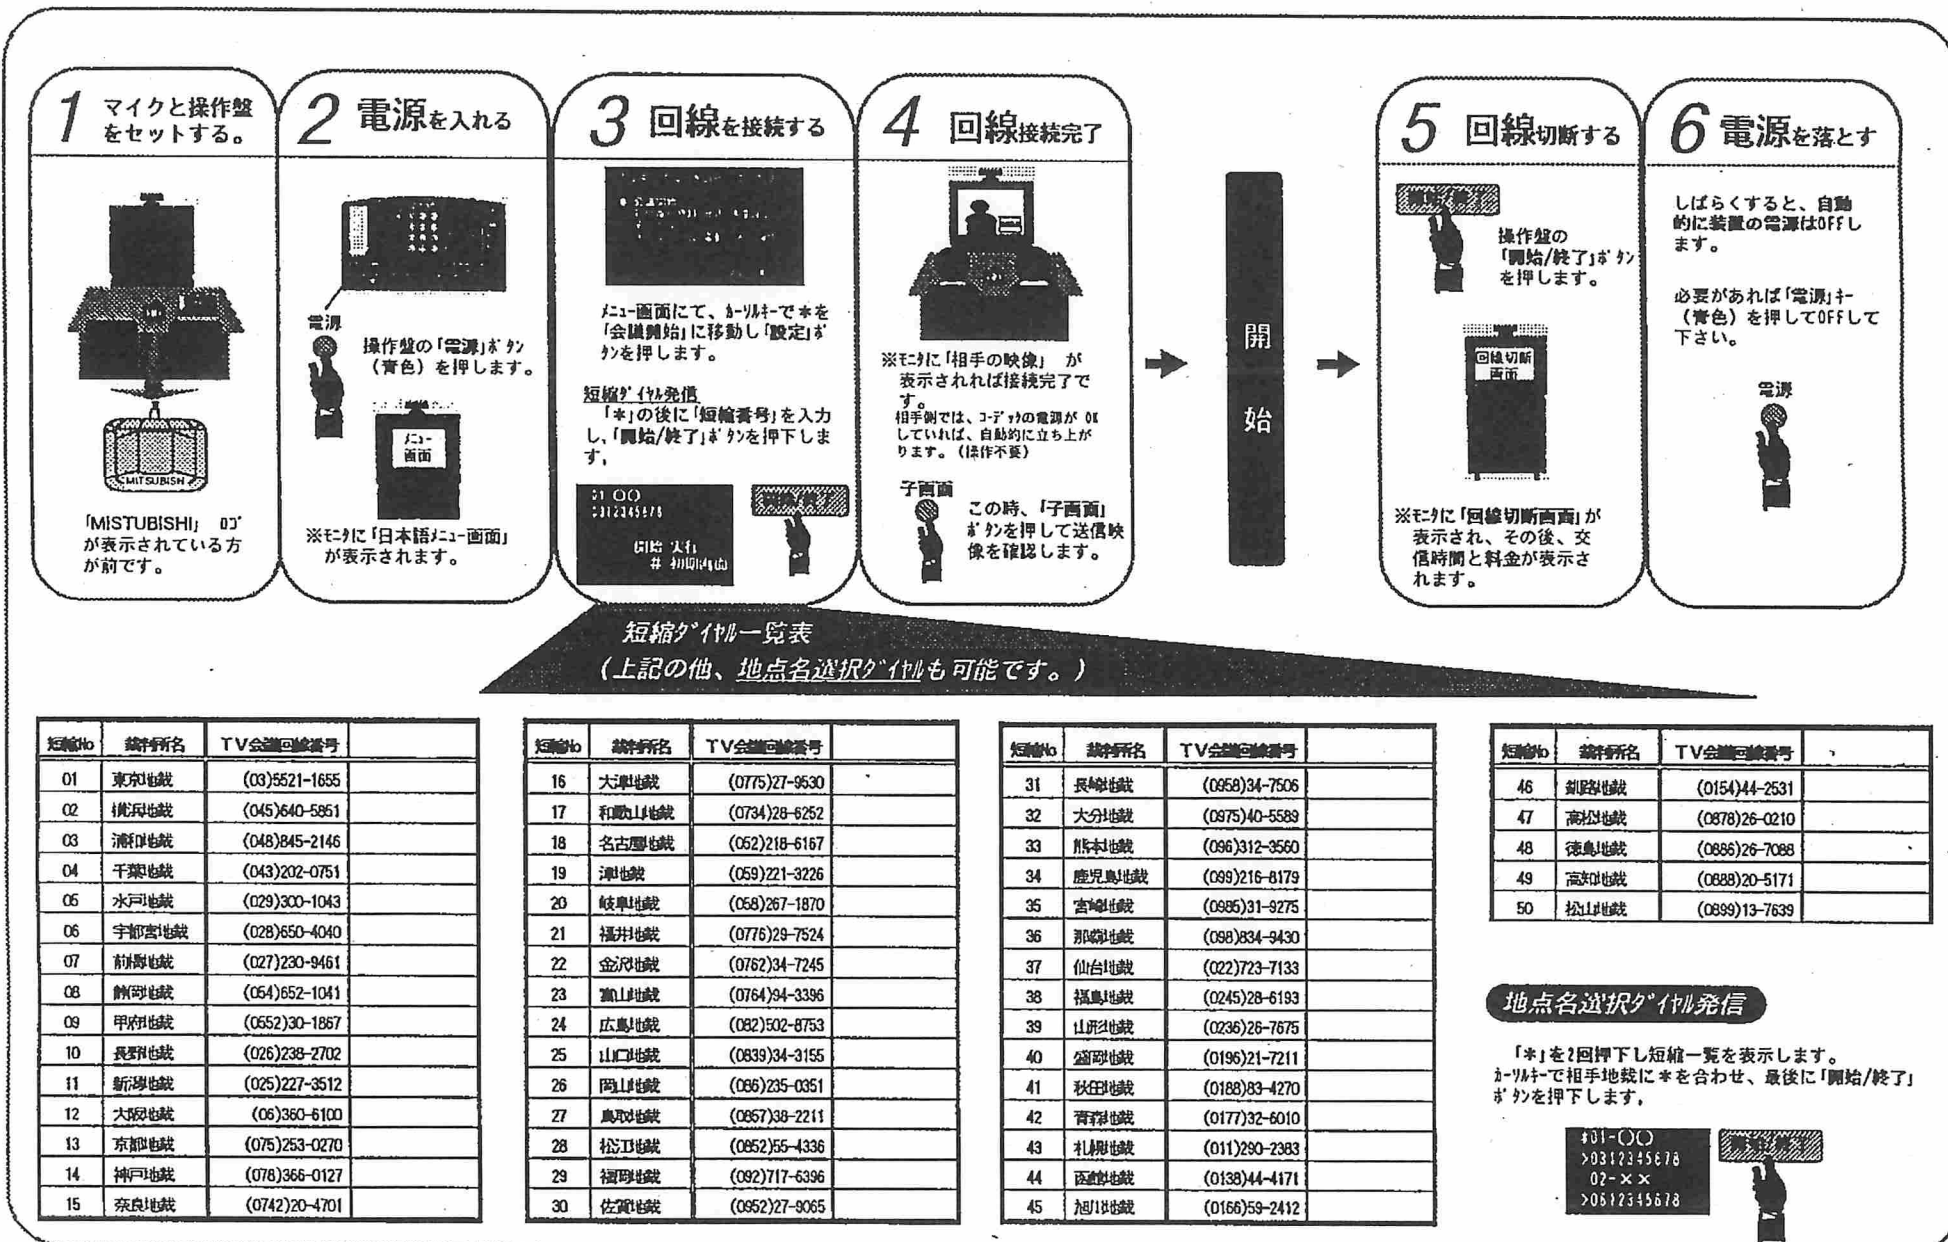 1 マイクと操作盤
をセットする。
MITSUBISH
「MISTUBISHI」 ﾛｺﾞ
が表示されている方
が前です。
2 電源を入れる
電源
操作盤の「電源」ﾎﾞﾀﾝ
（青色）を押します。
ﾒﾆｭｰ
画面
※ﾓﾆﾀに「日本語ﾒﾆｭｰ画面」
が表示されます。
3 回線を接続する
ﾒﾆｭｰ画面にて、ｶｰｿﾙｷｰで＊を
「会議開始」に移動し「設定」ﾎﾞ
ﾀﾝを押します。
短縮ﾀﾞｲﾔﾙ発信
「＊」の後に「短縮番号」を入力
し、「開始/終了」ﾎﾞﾀﾝを押下しま
す。
開始/終了
4 回線接続完了
※ﾓﾆﾀに「相手の映像」 が
表示されれば接続完了で
す。
相手側では、ｺｰﾃﾞｯｸの電源が OK
していれば、自動的に立ち上が
ります。（操作不要）
子画面
この時、「子画面」
ﾎﾞﾀﾝを押して送信映
像を確認します。
開始
5 回線切断する
開始/終了
操作盤の
「開始/終了」ﾎﾞﾀﾝ
を押します。
回線切断
画面
※ﾓﾆﾀに「回線切断画面」が
表示され、その後、交
信時間と料金が表示さ
れます。
6 電源を落とす
しばらくすると、自動
的に装置の電源はOFFし
ます。
必要があれば「電源」ｷｰ
（青色）を押してOFFして
下さい。
電源
短縮ﾀﾞｲﾔﾙ一覧表
(上記の他、地点名選択ﾀﾞｲﾔﾙも可能です。)
短縮No 裁判所名 TV会議回線番号
01 東京地裁 (03)5521-1655
02 横浜地裁 (045)640-5851
03 浦和地裁 (048)845-2146
04 千葉地裁 (043)202-0751
05 水戸地裁 (029)300-1043
06 宇都宮地裁 (028)650-4040
07 前橋地裁 (027)230-9461
08 静岡地裁 (054)652-1041
09 甲府地裁 (0552)30-1867
10 長野地裁 (026)238-2702
11 新潟地裁 (025)227-3512
12 大阪地裁 (06)360-6100
13 京都地裁 (075)253-0270
14 神戸地裁 (078)366-0127
15 奈良地裁 (0742)20-4701
短縮No 裁判所名 TV会議回線番号
16 大津地裁 (0775)27-9530
17 和歌山地裁 (0734)28-6252
18 名古屋地裁 (052)218-6167
19 津地裁 (059)221-3226
20 岐阜地裁 (058)267-1870
21 福井地裁 (0776)29-7524
22 金沢地裁 (0762)34-7245
23 富山地裁 (0764)94-3396
24 広島地裁 (082)502-8753
25 山口地裁 (0839)34-3155
26 岡山地裁 (086)235-0351
27 鳥取地裁 (0857)38-2211
28 松江地裁 (0852)55-4336
29 福岡地裁 (092)717-6396
30 佐賀地裁 (0952)27-9065
短縮No 裁判所名 TV会議回線番号
31 長崎地裁 (0958)34-7506
32 大分地裁 (0975)40-5589
33 熊本地裁 (096)312-3560
34 鹿児島地裁 (099)216-8179
35 宮崎地裁 (0985)31-9275
36 那覇地裁 (098)834-9430
37 仙台地裁 (022)723-7133
38 福島地裁 (0245)28-6193
39 山形地裁 (0236)26-7675
40 盛岡地裁 (0196)21-7211
41 秋田地裁 (0188)83-4270
42 青森地裁 (0177)32-6010
43 札幌地裁 (011)290-2383
44 函館地裁 (0138)44-4171
45 旭川地裁 (0166)59-2412
短縮No 裁判所名 TV会議回線番号
46 釧路地裁 (0154)44-2531
47 高松地裁 (0878)26-0210
48 徳島地裁 (0886)26-7088
49 高知地裁 (0888)20-5171
50 松山地裁 (0899)13-7639
地点名選択ﾀﾞｲﾔﾙ発信
「＊」を2回押下し短縮一覧を表示します。
ｶｰｿﾙｷｰで相手地裁に＊を合わせ、最後に「開始/終了」
ﾎﾞﾀﾝを押下します。
*01-○○
>0312345678
02-××
>0612345678
開始/終了